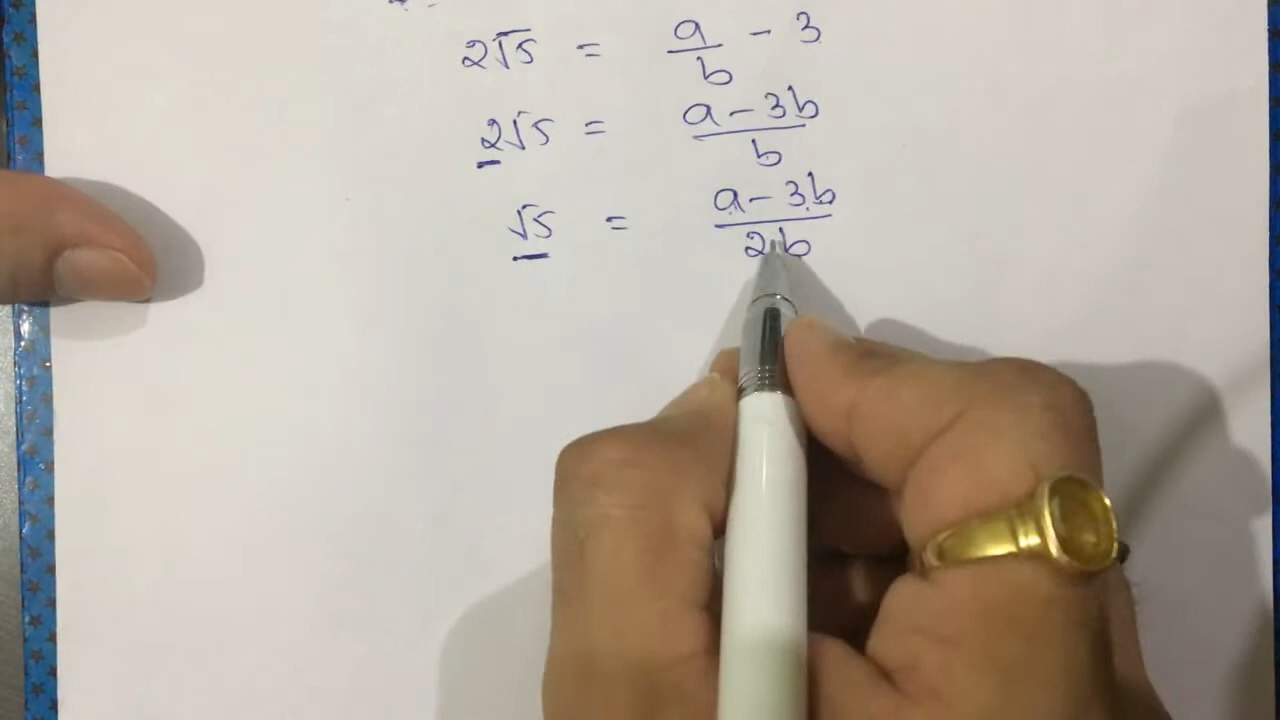 2√5 = a/b - 3
2√5 = a - 3b/b
√5 = a - 3b/2b